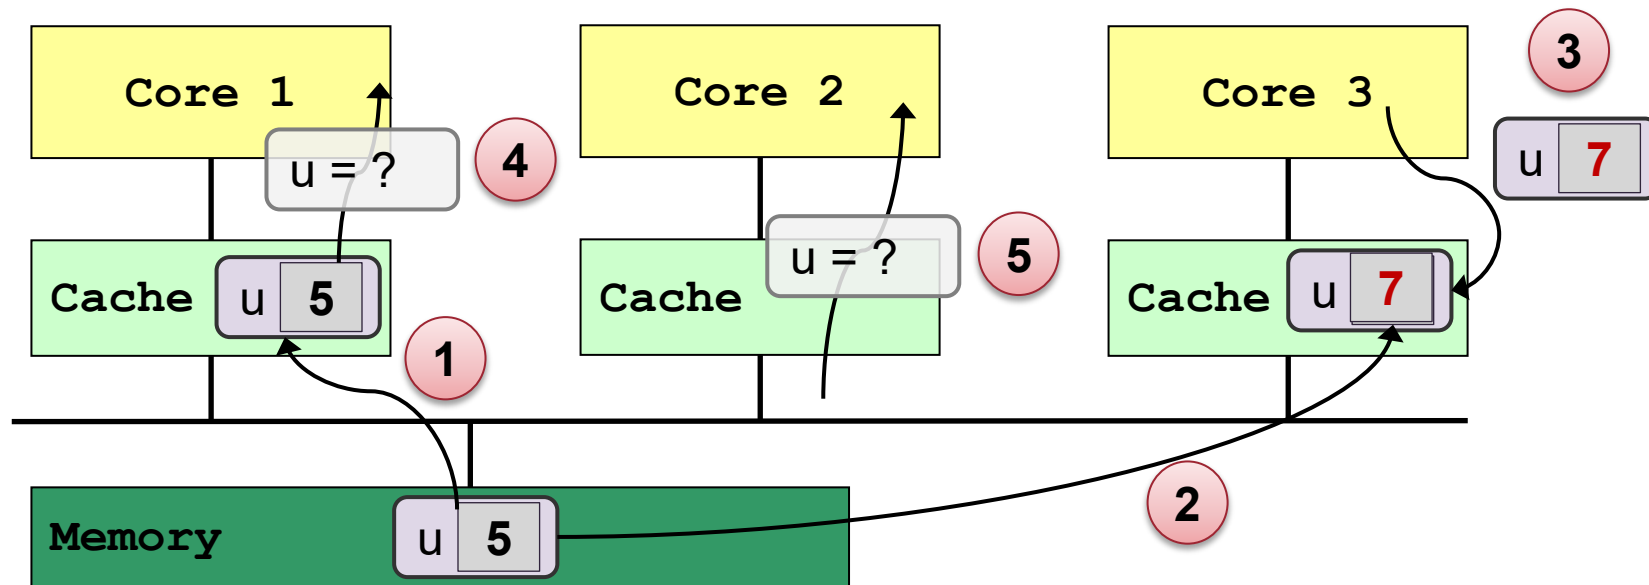 Core 1
Core 2
Core 3
3
u = ?
4
u 7
u = ?
5
Cache u 5
Cache
Cache u 7
1
2
Memory u 5